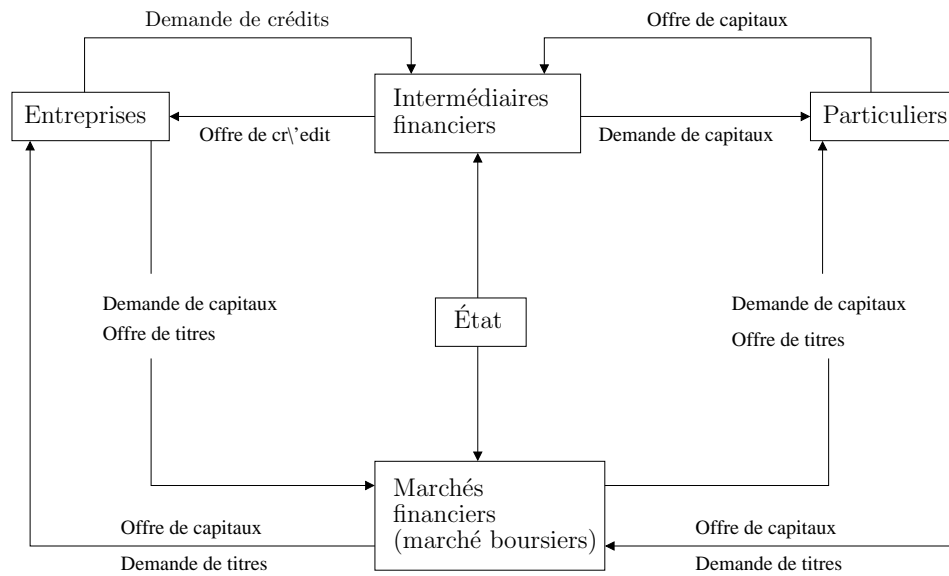 Demande de crédits
Offre de capitaux
Entreprises
Intermédiaires
financiers
Particuliers
Offre de cr\'edit
Demande de capitaux
Demande de capitaux
Offre de titres
État
Demande de capitaux
Offre de titres
Marchés
financiers
(marché boursiers)
Offre de capitaux
Demande de titres
Offre de capitaux
Demande de titres